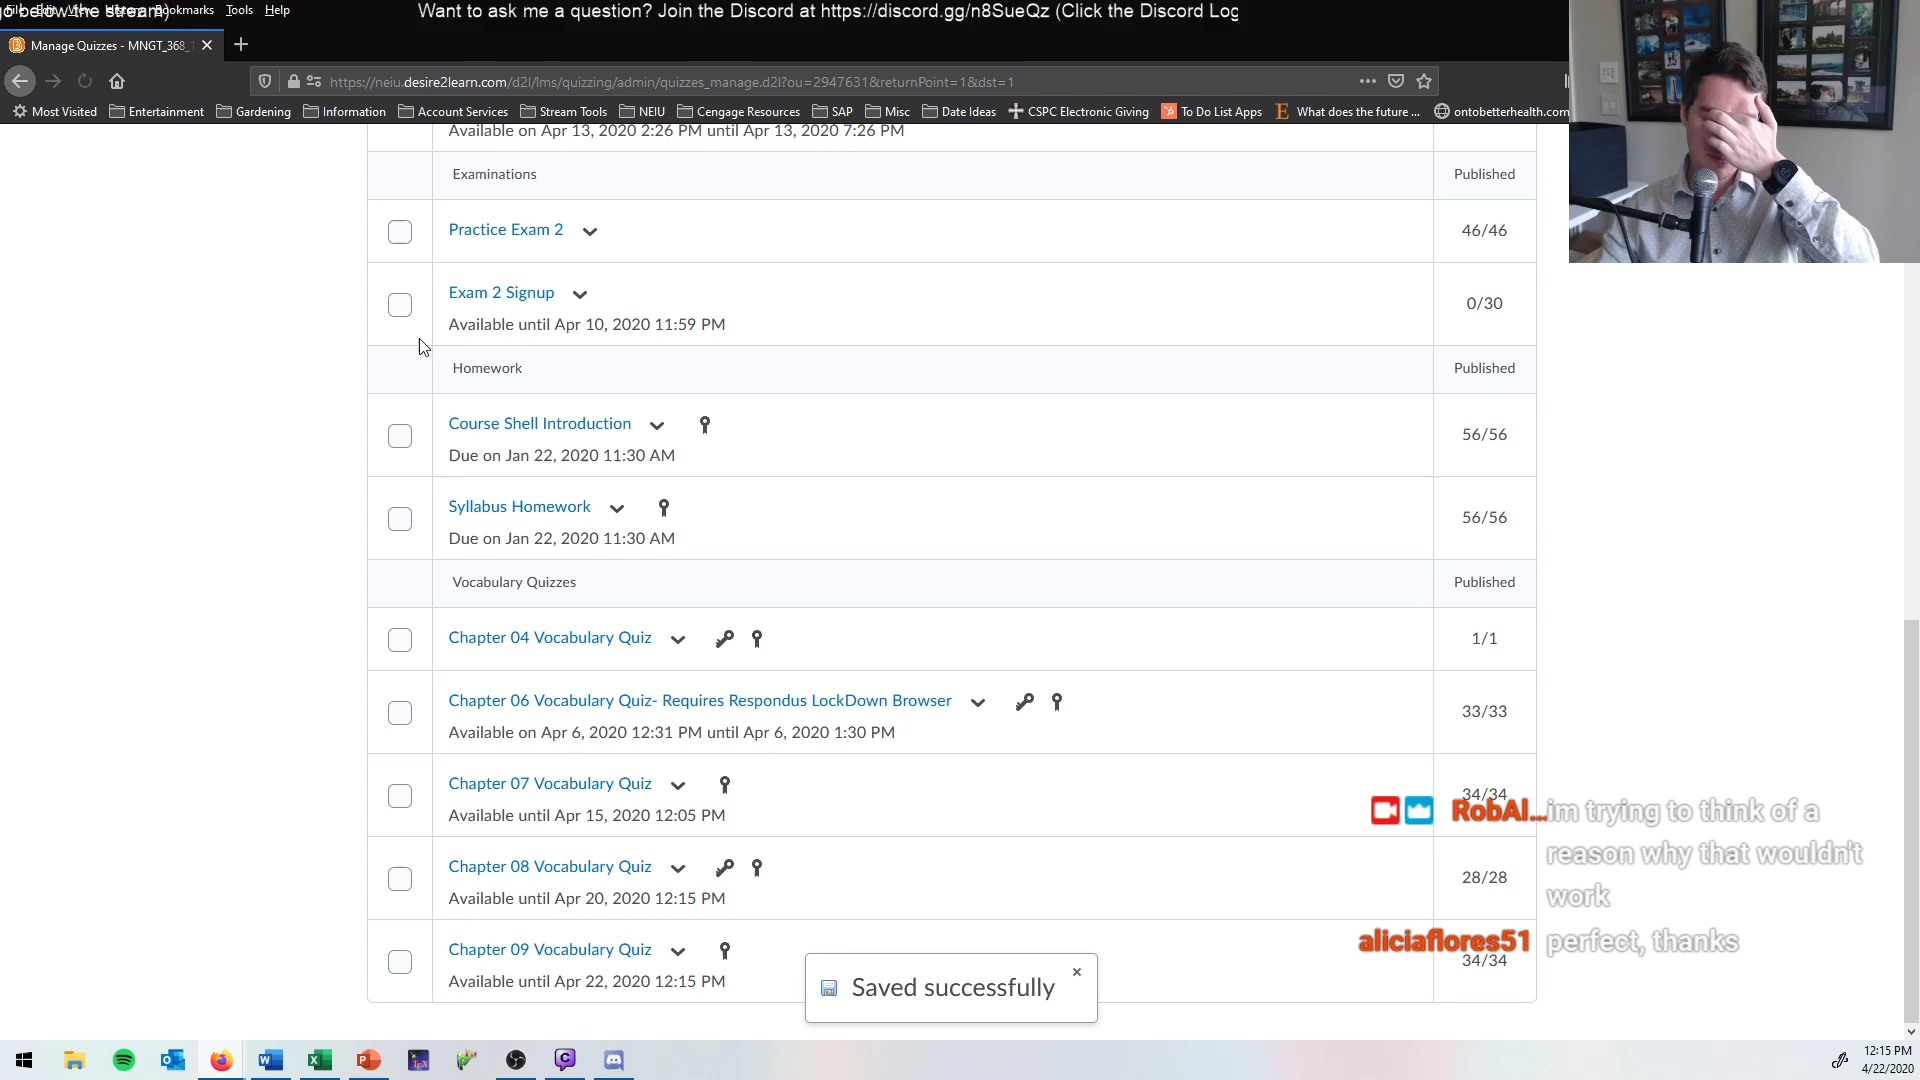 File Edit View History Bookmarks Tools Help
go below the stream)
Want to ask me a question? Join the Discord at https://discord.gg/n8SueQz (Click the Discord Log
Manage Quizzes - MNGT_368_
https://neiu.desire2learn.com/d2l/lms/quizzing/admin/quizzes_manage.d2l?ou=2947631&returnPoint=1&dst=1
Most Visited Entertainment Gardening Information Account Services Stream Tools NEIU Cengage Resources SAP Misc Date Ideas CSPC Electronic Giving To Do List Apps What does the future ... ontobetterhealth.com
Available on Apr 13, 2020 2:26 PM until Apr 13, 2020 7:26 PM
Examinations Published
Practice Exam 2 46/46
Exam 2 Signup 0/30
Available until Apr 10, 2020 11:59 PM
Homework Published
Course Shell Introduction 56/56
Due on Jan 22, 2020 11:30 AM
Syllabus Homework 56/56
Due on Jan 22, 2020 11:30 AM
Vocabulary Quizzes Published
Chapter 04 Vocabulary Quiz 1/1
Chapter 06 Vocabulary Quiz- Requires Respondus LockDown Browser 33/33
Available on Apr 6, 2020 12:31 PM until Apr 6, 2020 1:30 PM
Chapter 07 Vocabulary Quiz 34/34
Available until Apr 15, 2020 12:05 PM
Chapter 08 Vocabulary Quiz 28/28
Available until Apr 20, 2020 12:15 PM
Chapter 09 Vocabulary Quiz 34/34
Available until Apr 22, 2020 12:15 PM
RobAl... im trying to think of a
reason why that wouldn't
work
aliciaflores51 perfect, thanks
Saved successfully
12:15 PM
4/22/2020